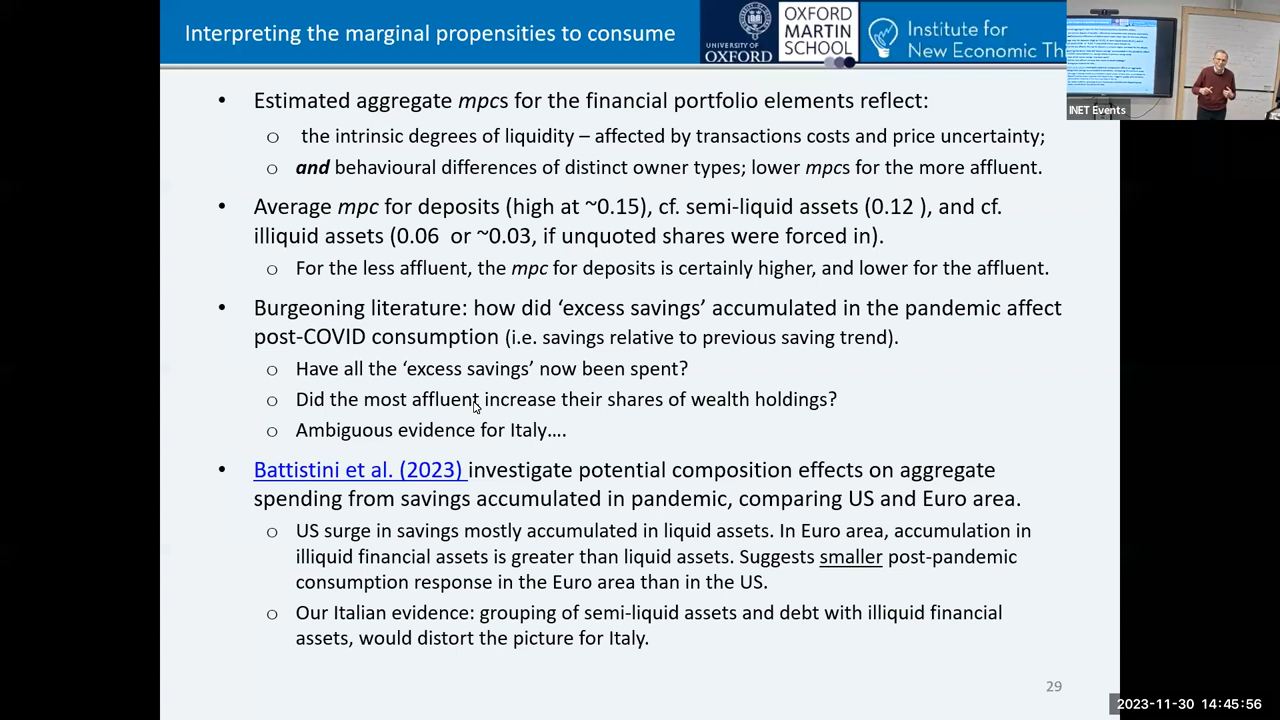 Interpreting the marginal propensities to consume
UNIVERSITY OF
OXFORD
OXFORD
MARTIN
SCHOOL
Institute for
New Economic Th
INET Events
• Estimated aggregate mpcs for the financial portfolio elements reflect:
o the intrinsic degrees of liquidity – affected by transactions costs and price uncertainty;
o and behavioural differences of distinct owner types; lower mpcs for the more affluent.
• Average mpc for deposits (high at ~0.15), cf. semi-liquid assets (0.12 ), and cf.
illiquid assets (0.06 or ~0.03, if unquoted shares were forced in).
o For the less affluent, the mpc for deposits is certainly higher, and lower for the affluent.
• Burgeoning literature: how did ‘excess savings’ accumulated in the pandemic affect
post-COVID consumption (i.e. savings relative to previous saving trend).
o Have all the ‘excess savings’ now been spent?
o Did the most affluent increase their shares of wealth holdings?
o Ambiguous evidence for Italy….
• Battistini et al. (2023) investigate potential composition effects on aggregate
spending from savings accumulated in pandemic, comparing US and Euro area.
o US surge in savings mostly accumulated in liquid assets. In Euro area, accumulation in
illiquid financial assets is greater than liquid assets. Suggests smaller post-pandemic
consumption response in the Euro area than in the US.
o Our Italian evidence: grouping of semi-liquid assets and debt with illiquid financial
assets, would distort the picture for Italy.
29
2023-11-30 14:45:56